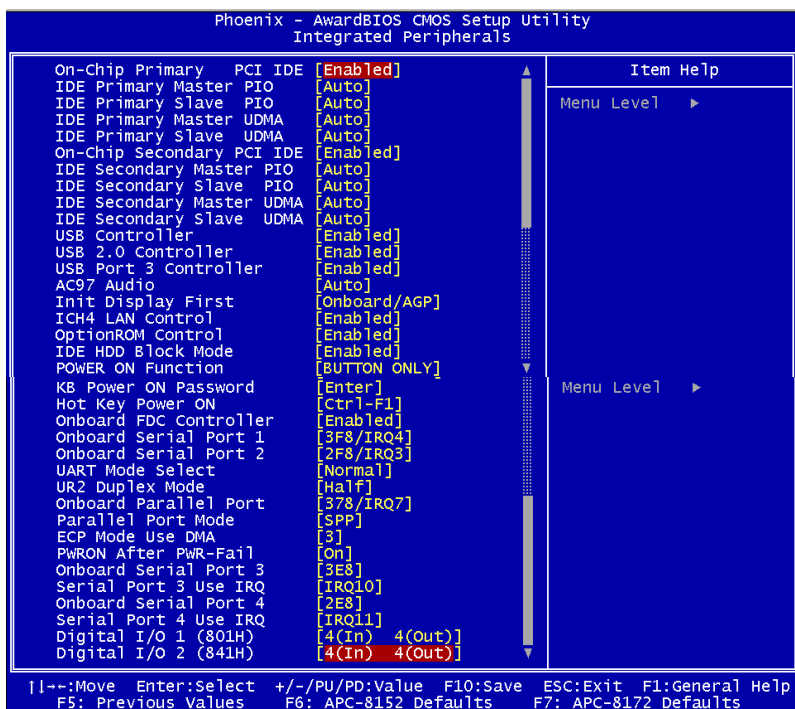 Phoenix - AwardBIOS CMOS Setup Utility
Integrated Peripherals
On-Chip Primary PCI IDE [Enabled]
IDE Primary Master PIO [Auto]
IDE Primary Slave PIO [Auto]
IDE Primary Master UDMA [Auto]
IDE Primary Slave UDMA [Auto]
On-Chip Secondary PCI IDE [Enabled]
IDE Secondary Master PIO [Auto]
IDE Secondary Slave PIO [Auto]
IDE Secondary Master UDMA [Auto]
IDE Secondary Slave UDMA [Auto]
USB Controller [Enabled]
USB 2.0 Controller [Enabled]
USB Port 3 Controller [Enabled]
AC97 Audio [Auto]
Init Display First [Onboard/AGP]
ICH4 LAN Control [Enabled]
OptionROM Control [Enabled]
IDE HDD Block Mode [Enabled]
POWER ON Function [BUTTON ONLY]
KB Power ON Password [Enter]
Hot Key Power ON [Ctrl-F1]
Onboard FDC Controller [Enabled]
Onboard Serial Port 1 [3F8/IRQ4]
Onboard Serial Port 2 [2F8/IRQ3]
UART Mode Select [Normal]
UR2 Duplex Mode [Half]
Onboard Parallel Port [378/IRQ7]
Parallel Port Mode [SPP]
ECP Mode Use DMA [3]
PWRON After PWR-Fail [On]
Onboard Serial Port 3 [3E8]
Serial Port 3 Use IRQ [IRQ10]
Onboard Serial Port 4 [2E8]
Serial Port 4 Use IRQ [IRQ11]
Digital I/O 1 (801H) [4(In) 4(Out)]
Digital I/O 2 (841H) [4(In) 4(Out)]
Item Help
Menu Level ▶
Menu Level ▶
↑↓→←:Move Enter:Select +/-/PU/PD:Value F10:Save ESC:Exit F1:General Help
F5: Previous Values F6: APC-8152 Defaults F7: APC-8172 Defaults